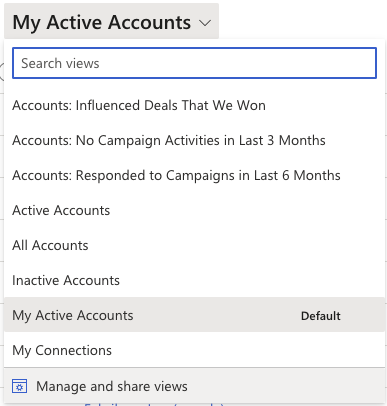 My Active Accounts
Search views
Accounts: Influenced Deals That We Won
Accounts: No Campaign Activities in Last 3 Months
Accounts: Responded to Campaigns in Last 6 Months
Active Accounts
All Accounts
Inactive Accounts
My Active Accounts Default
My Connections
Manage and share views